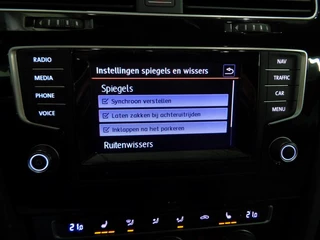 RADIO
MEDIA
PHONE
VOICE
Instellingen spiegels en wissers
Spiegels
Synchroon verstellen
Laten zakken bij achteruitrijden
Inklappen na het parkeren
Ruitenwissers
NAV
TRAFFIC
CAR
MENU
21.0
21.0